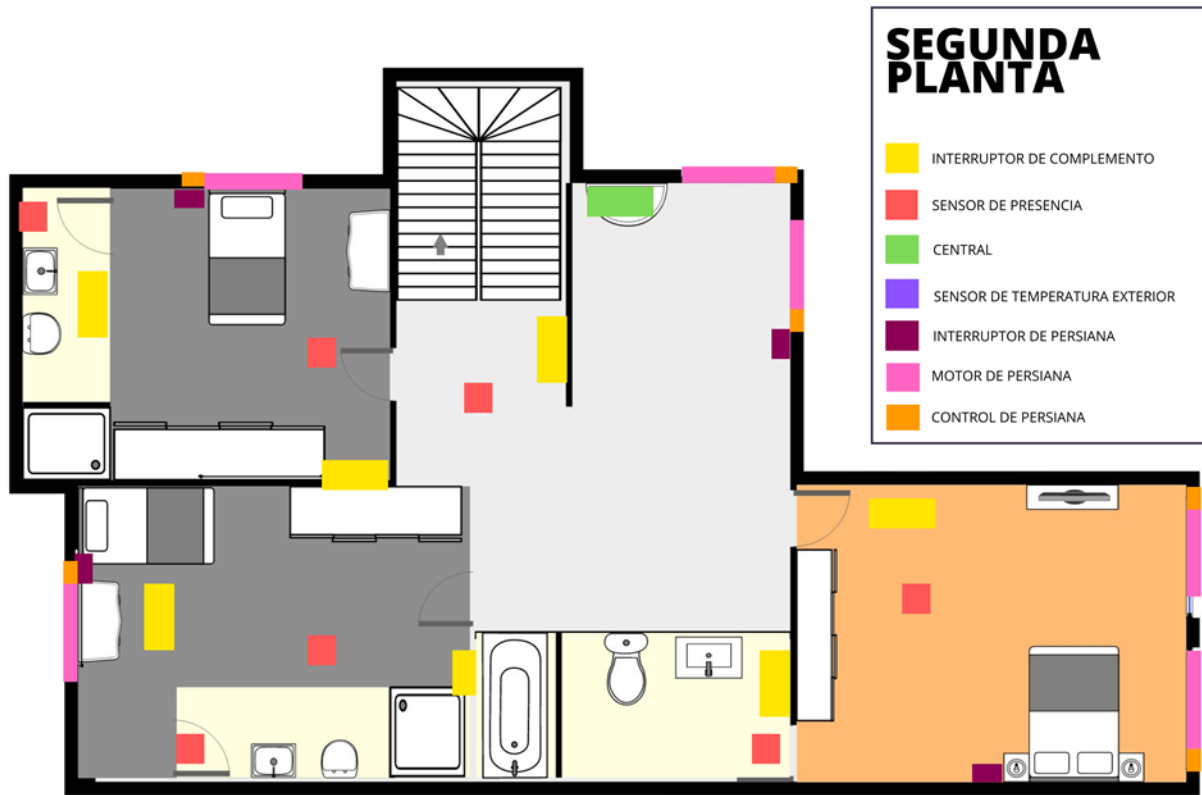 SEGUNDA
PLANTA
INTERRUPTOR DE COMPLEMENTO
SENSOR DE PRESENCIA
CENTRAL
SENSOR DE TEMPERATURA EXTERIOR
INTERRUPTOR DE PERSIANA
MOTOR DE PERSIANA
CONTROL DE PERSIANA